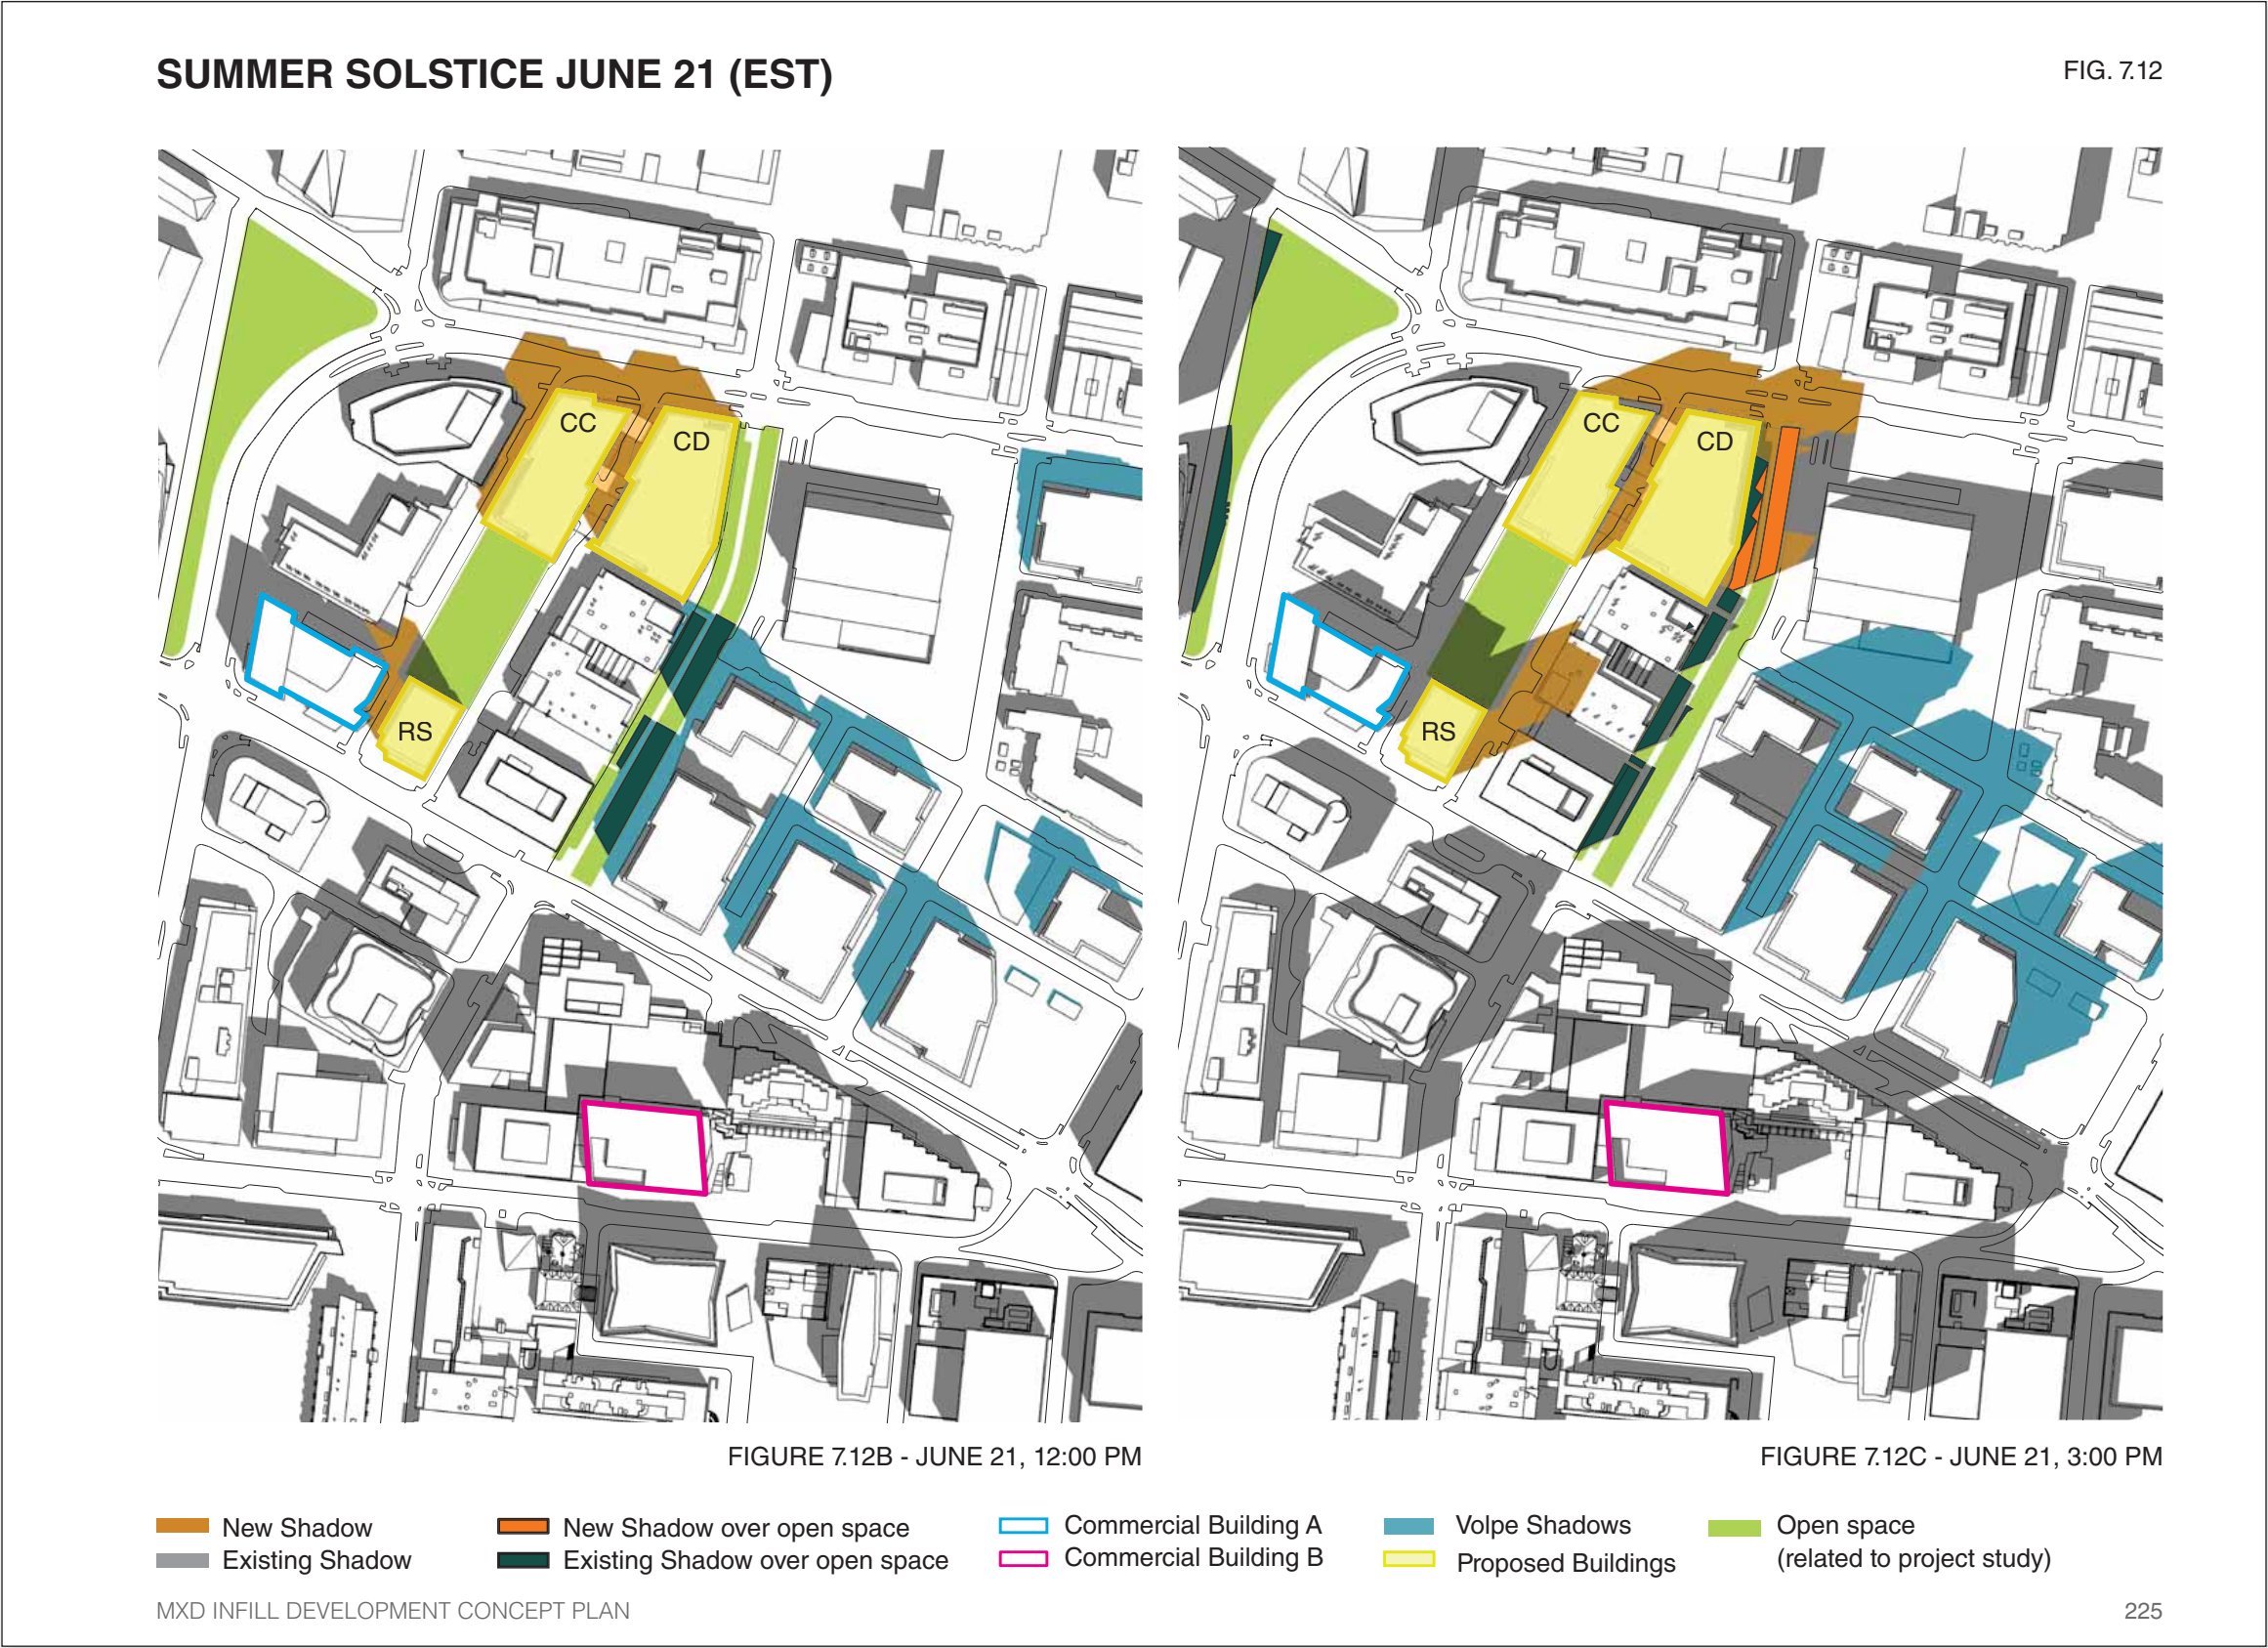 SUMMER SOLSTICE JUNE 21 (EST)
FIG. 7.12
CC
CD
RS
CC
CD
RS
FIGURE 7.12B - JUNE 21, 12:00 PM
FIGURE 7.12C - JUNE 21, 3:00 PM
New Shadow
Existing Shadow
New Shadow over open space
Existing Shadow over open space
Commercial Building A
Commercial Building B
Volpe Shadows
Proposed Buildings
Open space
(related to project study)
MXD INFILL DEVELOPMENT CONCEPT PLAN
225